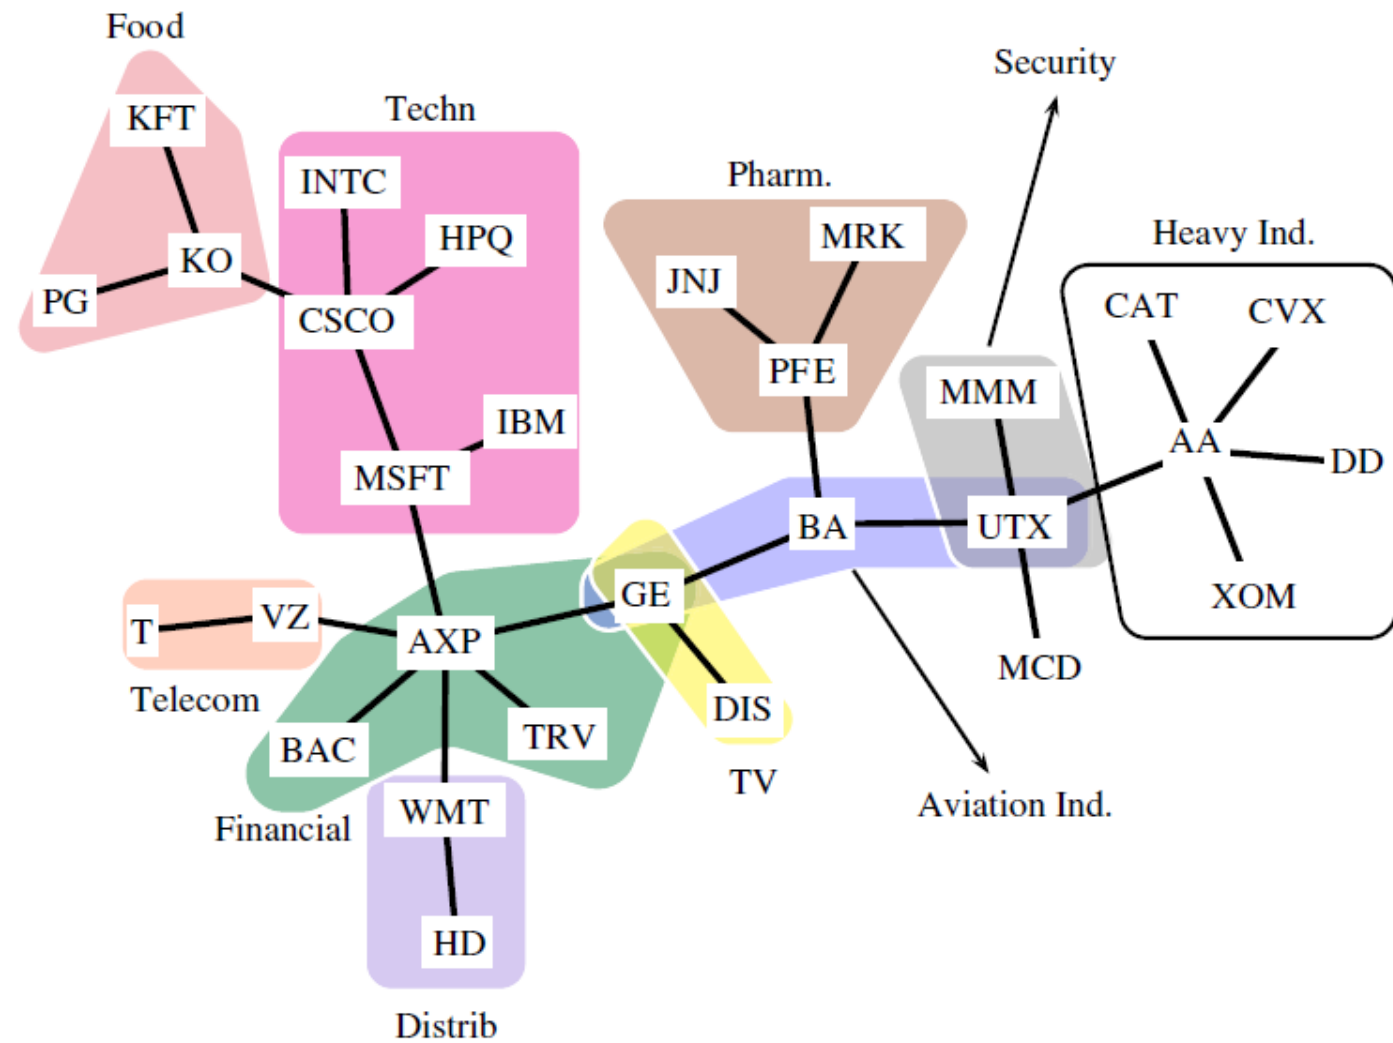 Food
KFT
KO
PG
Techn
INTC
HPQ
CSCO
IBM
MSFT
Pharm.
MRK
JNJ
PFE
Security
MMM
Heavy Ind.
CAT
CVX
AA
DD
XOM
BA
UTX
MCD
GE
DIS
TV
Aviation Ind.
T
VZ
Telecom
AXP
BAC
TRV
Financial
WMT
HD
Distrib